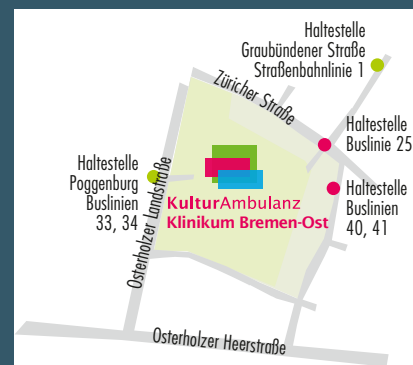 Haltestelle
Graubündener Straße
Straßenbahnlinie 1
Züricher Straße
Haltestelle
Buslinie 25
Haltestelle
Poggenburg
Buslinien
33, 34
Haltestelle
Buslinien
40, 41
Osterholzer Landstraße
KulturAmbulanz
Klinikum Bremen-Ost
Osterholzer Heerstraße